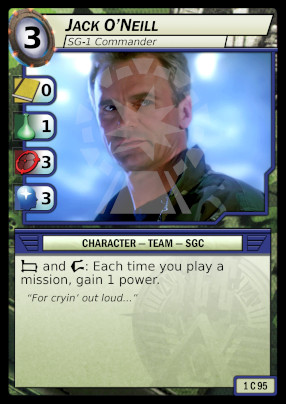 3
JACK O'NEILL
SG-1 Commander
0
1
3
3
CHARACTER – TEAM – SGC
and : Each time you play a
mission, gain 1 power.
"For cryin' out loud..."
1 C 95